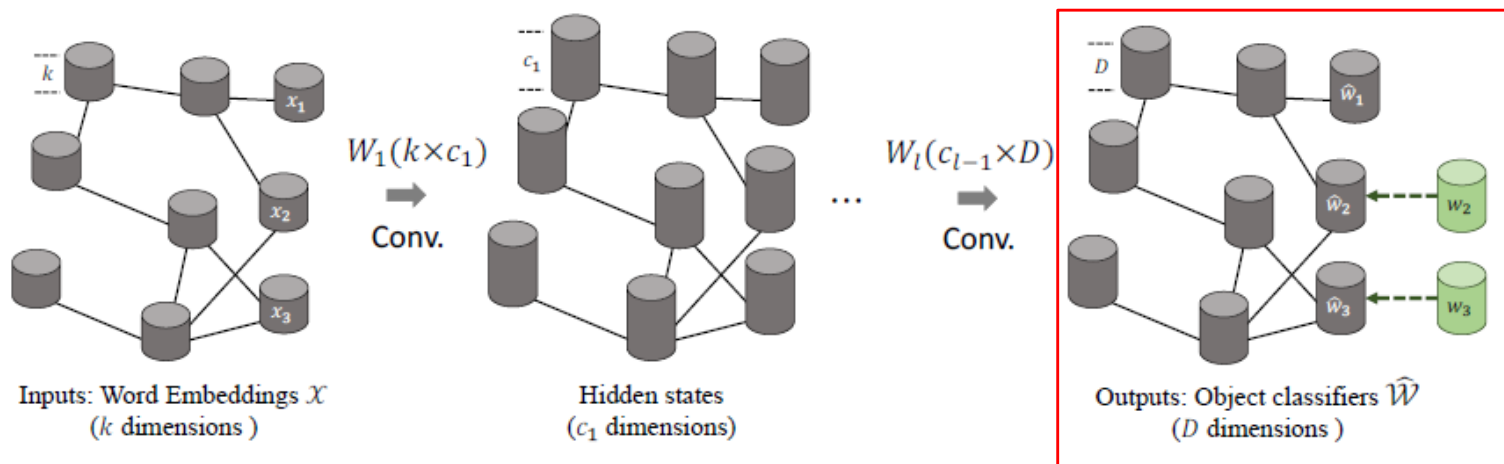 k
x₁
x₂
x₃
W₁(k×c₁)
Conv.
c₁
...
Wₗ(cₗ₋₁×D)
Conv.
D
ŵ₁
ŵ₂
w₂
ŵ₃
w₃
Inputs: Word Embeddings 𝒳
(k dimensions )
Hidden states
(c₁ dimensions)
Outputs: Object classifiers 𝒲̂
(D dimensions )